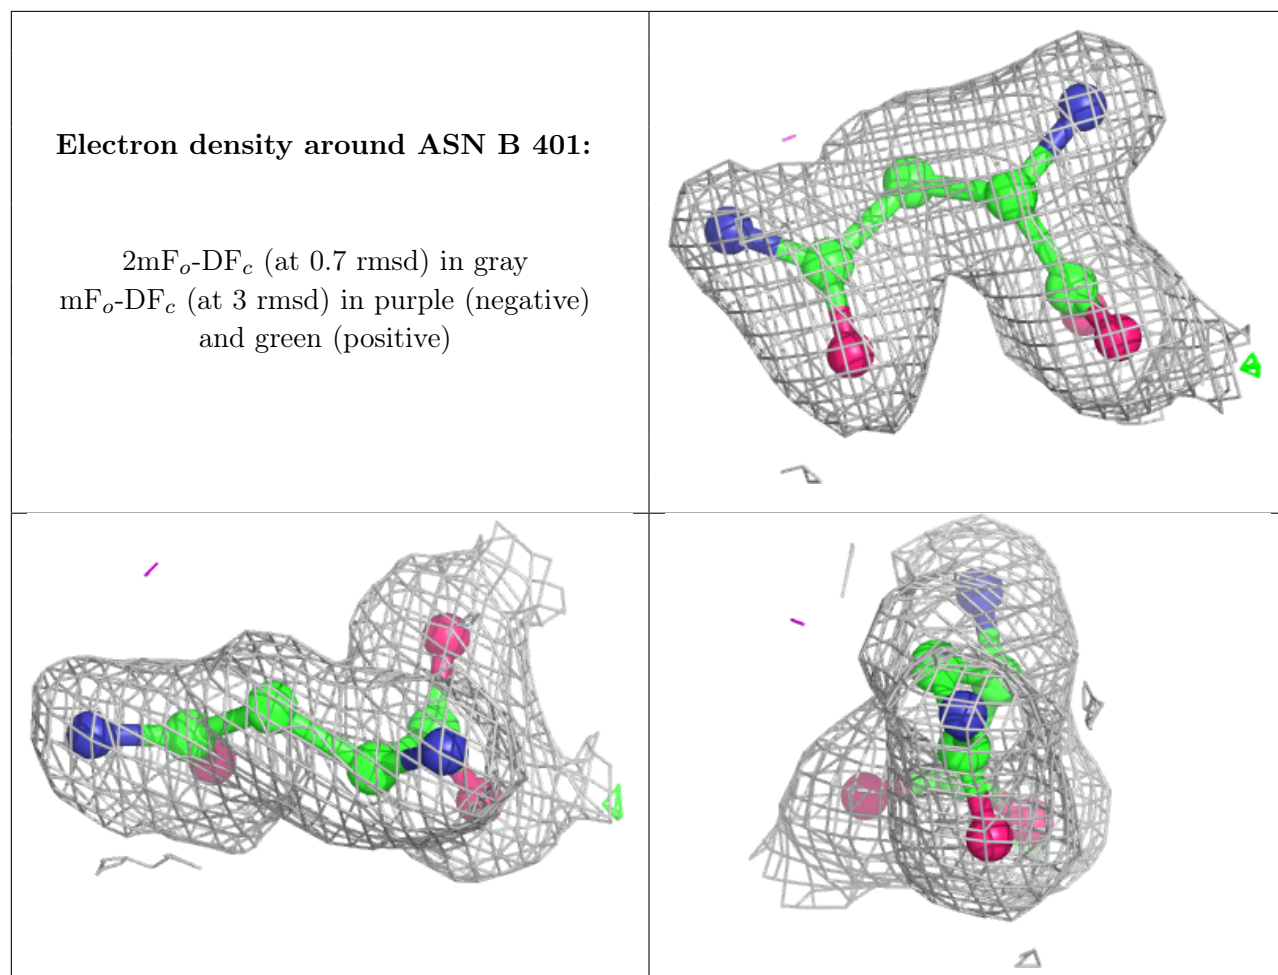 Electron density around ASN B 401:
2mFo-DFc (at 0.7 rmsd) in gray
mFo-DFc (at 3 rmsd) in purple (negative)
and green (positive)